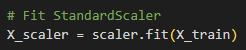 # Fit StandardScaler
X_scaler = scaler.fit(X_train)